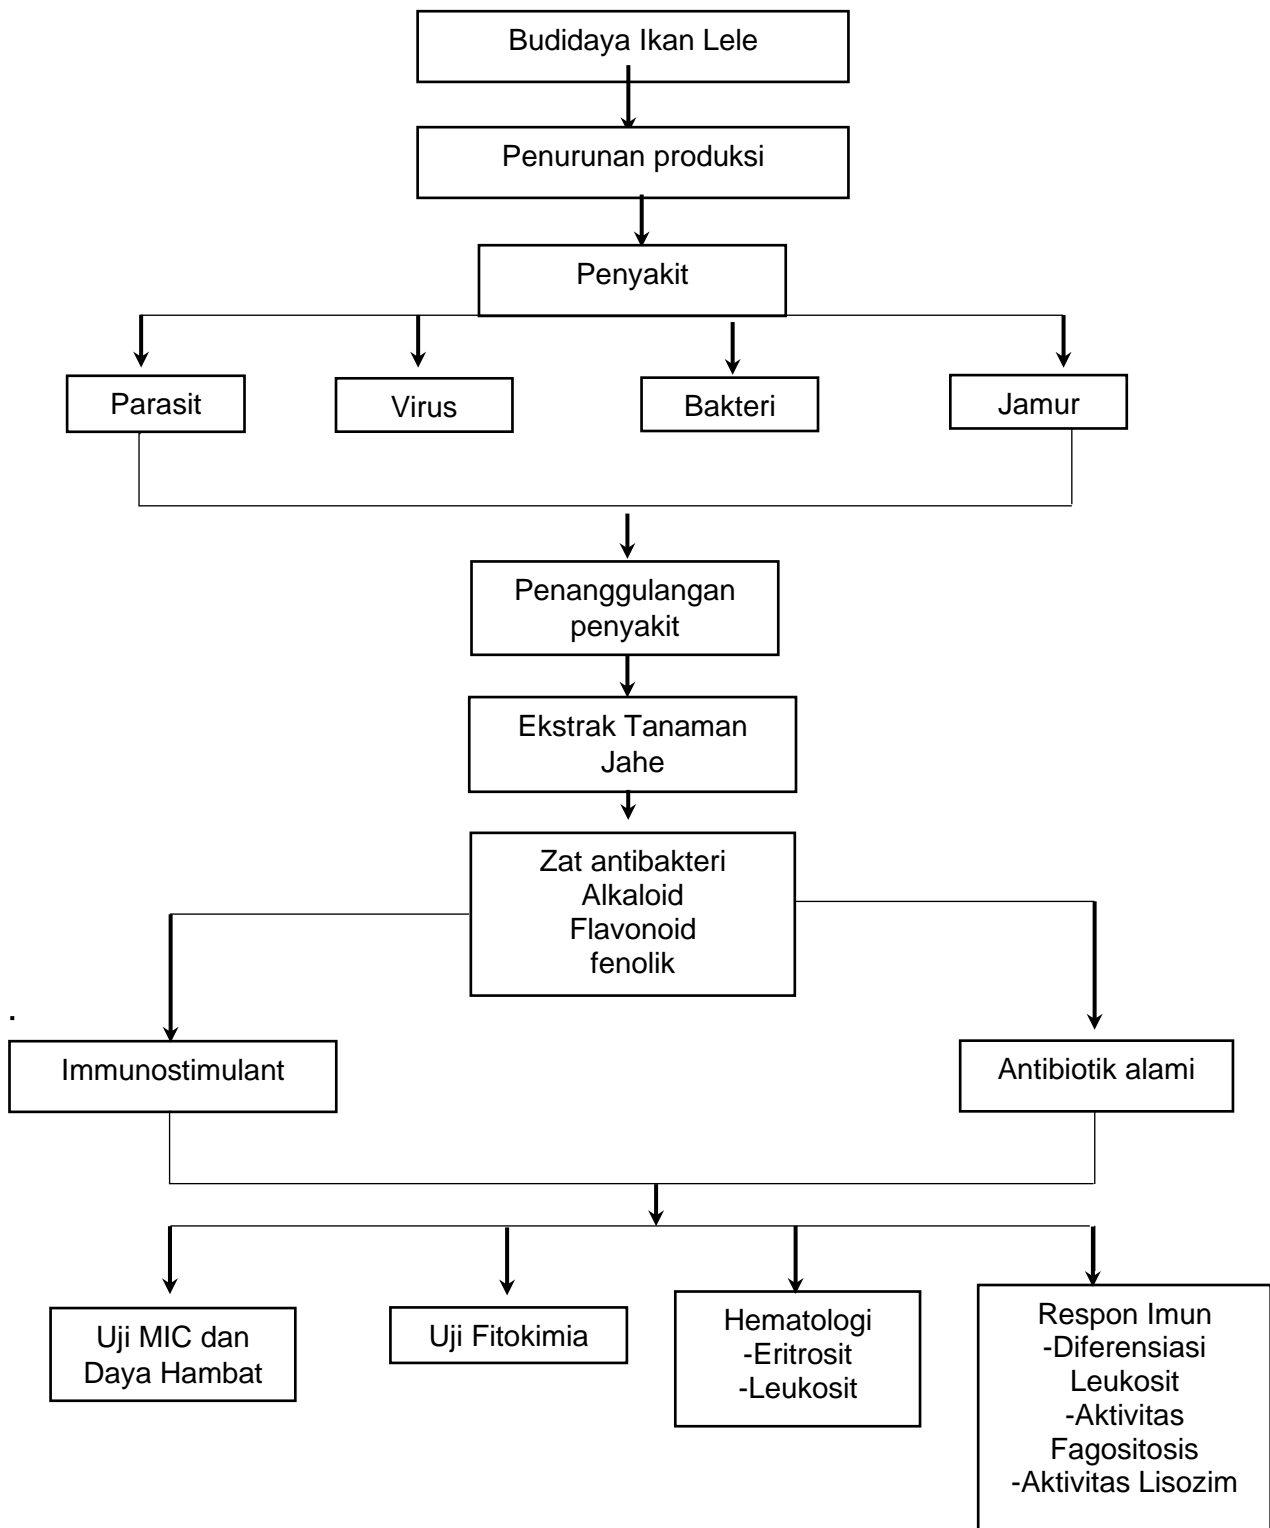 Budidaya Ikan Lele
Penurunan produksi
Penyakit
Parasit
Virus
Bakteri
Jamur
Penanggulangan
penyakit
Ekstrak Tanaman
Jahe
Zat antibakteri
Alkaloid
Flavonoid
fenolik
.
Immunostimulant
Antibiotik alami
Uji MIC dan
Daya Hambat
Uji Fitokimia
Hematologi
-Eritrosit
-Leukosit
Respon Imun
-Diferensiasi
Leukosit
-Aktivitas
Fagositosis
-Aktivitas Lisozim